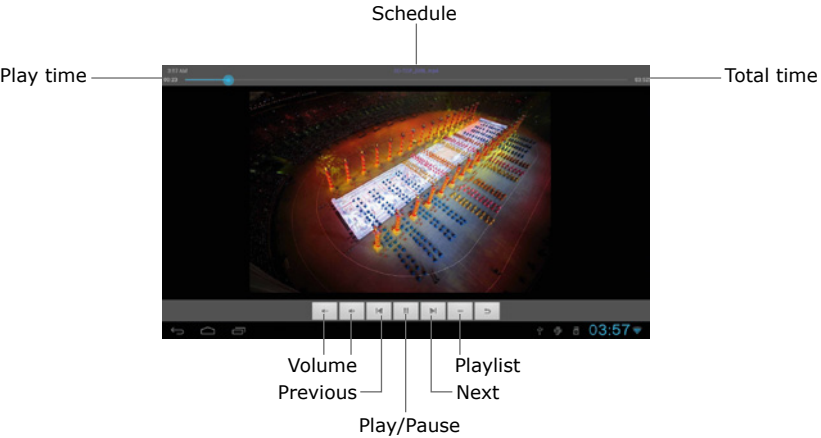 Schedule
Play time
Total time
03:57
Volume
Playlist
Previous
Next
Play/Pause